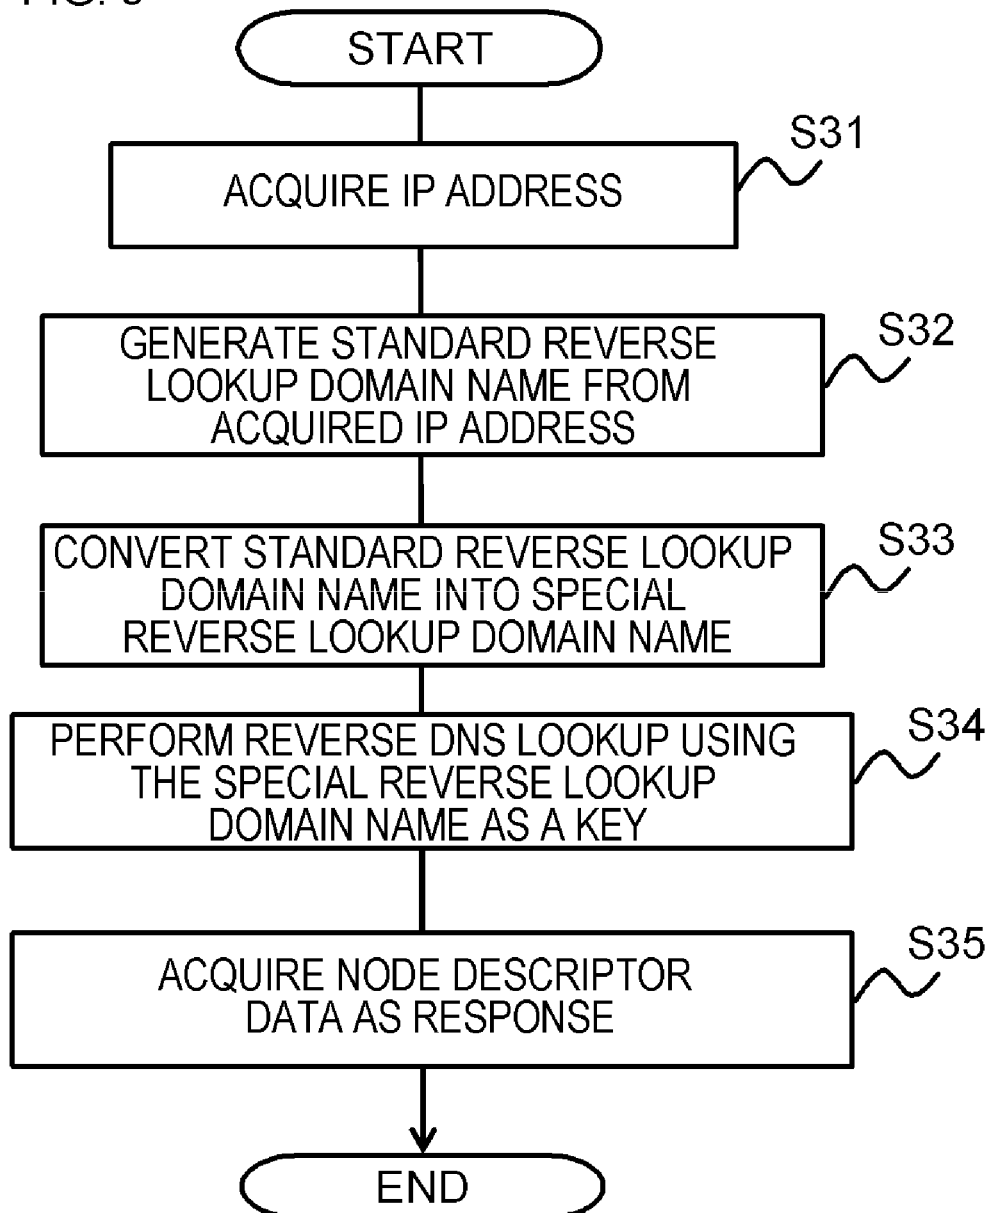 START
S31
ACQUIRE IP ADDRESS
S32
GENERATE STANDARD REVERSE
LOOKUP DOMAIN NAME FROM
ACQUIRED IP ADDRESS
S33
CONVERT STANDARD REVERSE LOOKUP
DOMAIN NAME INTO SPECIAL
REVERSE LOOKUP DOMAIN NAME
S34
PERFORM REVERSE DNS LOOKUP USING
THE SPECIAL REVERSE LOOKUP
DOMAIN NAME AS A KEY
S35
ACQUIRE NODE DESCRIPTOR
DATA AS RESPONSE
END